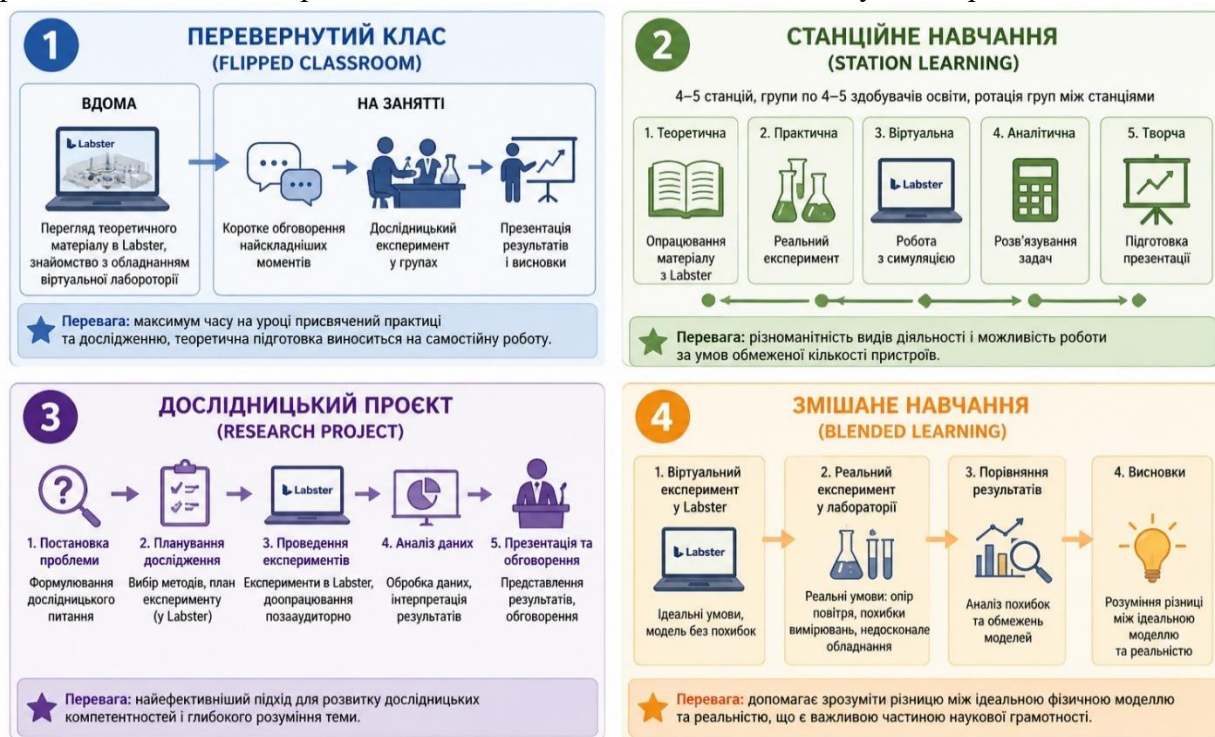 1
ПЕРЕВЕРНУТИЙ КЛАС
(FLIPPED CLASSROOM)
ВДОМА
Labster
Перегляд теоретичного
матеріалу в Labster,
знайомство з обладнанням
віртуальної лабороторії
НА ЗАНЯТТІ
Коротке обговорення
найскладніших
моментів
Дослідницький
експеримент
у групах
Презентація
результатів
і висновки
Перевага: максимум часу на уроці присвячений практиці
та дослідженню, теоретична підготовка виноситься на самостійну роботу.
2
СТАНЦІЙНЕ НАВЧАННЯ
(STATION LEARNING)
4–5 станцій, групи по 4–5 здобувачів освіти, ротація груп між станціями
1. Теоретична
Опрацювання
матеріалу
з Labster
2. Практична
Реальний
експеримент
3. Віртуальна
Labster
Робота
з симуляцією
4. Аналітична
Розв'язування
задач
5. Творча
Підготовка
презентації
Перевага: різноманітність видів діяльності і можливість роботи
за умов обмеженої кількості пристроїв.
3
ДОСЛІДНИЦЬКИЙ ПРОЄКТ
(RESEARCH PROJECT)
?
1. Постановка
проблеми
Формулювання
дослідницького
питання
2. Планування
дослідження
Вибір методів, план
експерименту
(у Labster)
Labster
3. Проведення
експериментів
Експерименти в Labster,
доопрацювання
позааудиторно
4. Аналіз даних
Обробка даних,
інтерпретація
результатів
5. Презентація та
обговорення
Представлення
результатів,
обговорення
Перевага: найефективніший підхід для розвитку дослідницьких
компетентностей і глибокого розуміння теми.
4
ЗМІШАНЕ НАВЧАННЯ
(BLENDED LEARNING)
1. Віртуальний
експеримент
у Labster
Labster
Ідеальні умови,
модель без похибок
2. Реальний
експеримент
у лабораторії
Реальні умови: опір
повітря, похибки
вимірювань, недосконале
обладнання
3. Порівняння
результатів
Аналіз похибок
та обмежень
моделей
4. Висновки
Розуміння різниці
між ідеальною
моделлю
та реальністю
Перевага: допомагає зрозуміти різницю між ідеальною фізичною моделлю
та реальністю, що є важливою частиною наукової грамотності.